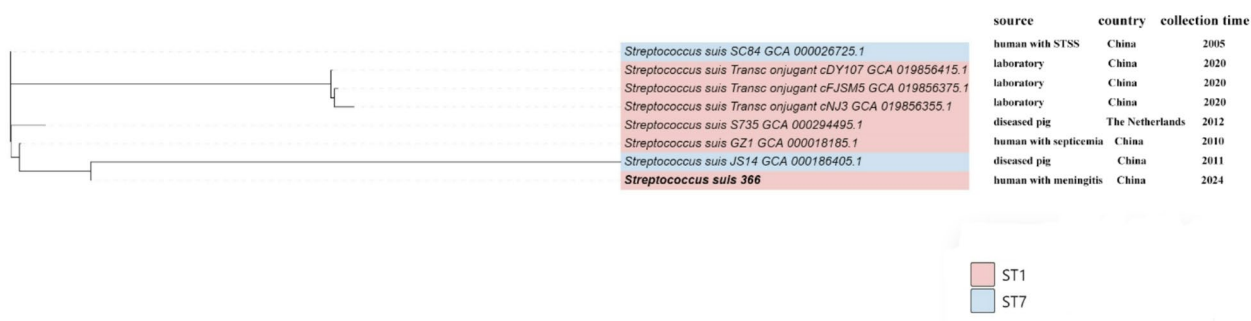 source country collection time
Streptococcus suis SC84 GCA 000026725.1 human with STSS China 2005
Streptococcus suis Transc onjugant cDY107 GCA 019856415.1 laboratory China 2020
Streptococcus suis Transc onjugant cFJSM5 GCA 019856375.1 laboratory China 2020
Streptococcus suis Transc onjugant cNJ3 GCA 019856355.1 laboratory China 2020
Streptococcus suis S735 GCA 000294495.1 diseased pig The Netherlands 2012
Streptococcus suis GZ1 GCA 000018185.1 human with septicemia China 2010
Streptococcus suis JS14 GCA 000186405.1 diseased pig China 2011
Streptococcus suis 366 human with meningitis China 2024
ST1
ST7